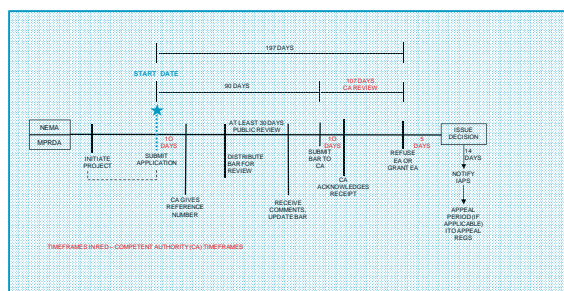 197 DAYS
START DATE
90 DAYS
107 DAYS
CA REVIEW
NEMA
MPRDA
AT LEAST 30 DAYS
PUBLIC REVIEW
10
DAYS
10
DAYS
5
DAYS
ISSUE
DECISION
INITIATE
PROJECT
SUBMIT
APPLICATION
DISTRIBUTE
BAR FOR
REVIEW
SUBMIT
BAR TO
CA
REFUSE
EA OR
GRANT EA
14
DAYS
NOTIFY
IAPS
CA GIVES
REFERENCE
NUMBER
RECEIVE
COMMENTS,
UPDATE BAR
CA
ACKNOWLEDGES
RECEIPT
APPEAL
PERIOD (IF
APPLICABLE)
ITO APPEAL
REGS
TIMEFRAMES IN RED – COMPETENT AUTHORITY (CA) TIMEFRAMES